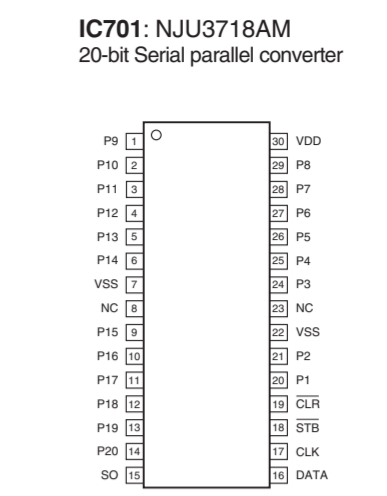 IC701: NJU3718AM
20-bit Serial parallel converter
P9 1 30 VDD
P10 2 29 P8
P11 3 28 P7
P12 4 27 P6
P13 5 26 P5
P14 6 25 P4
VSS 7 24 P3
NC 8 23 NC
P15 9 22 VSS
P16 10 21 P2
P17 11 20 P1
P18 12 19 CLR
P19 13 18 STB
P20 14 17 CLK
SO 15 16 DATA